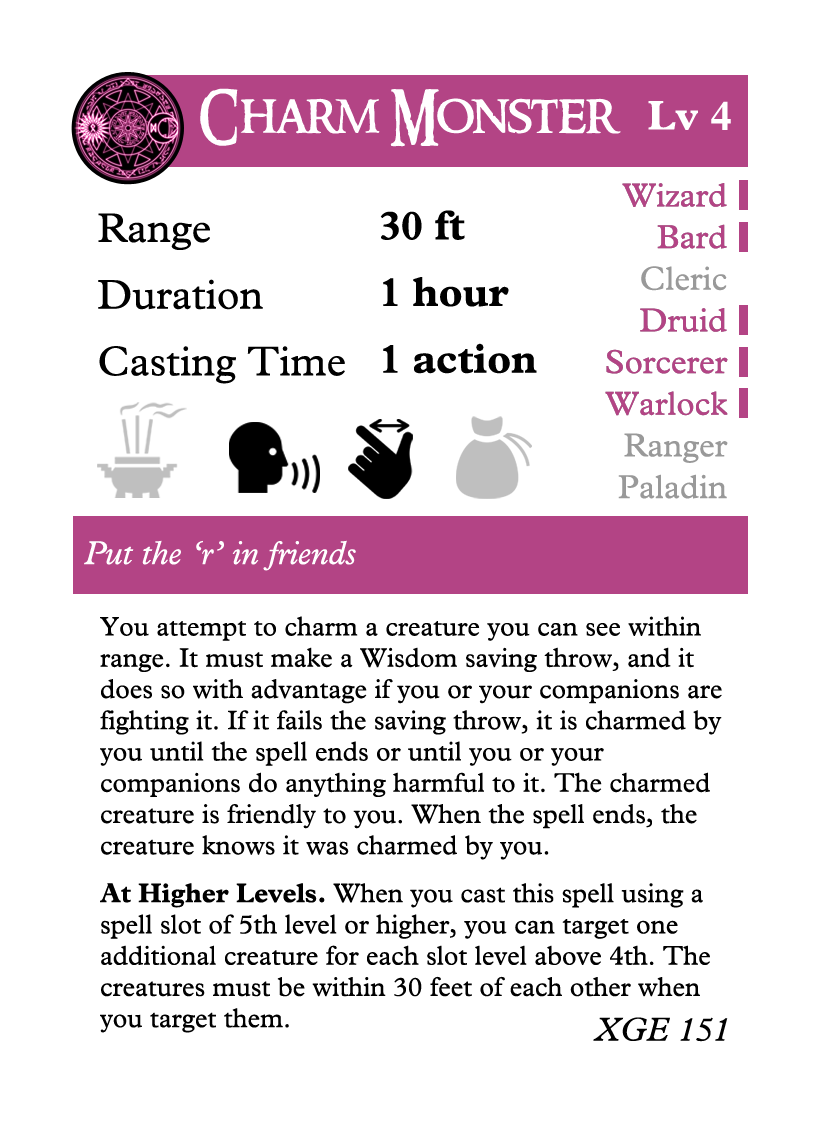 Charm Monster Lv 4
Wizard
Bard
Cleric
Druid
Sorcerer
Warlock
Ranger
Paladin
Range 30 ft
Duration 1 hour
Casting Time 1 action
Put the ‘r’ in friends
You attempt to charm a creature you can see within
range. It must make a Wisdom saving throw, and it
does so with advantage if you or your companions are
fighting it. If it fails the saving throw, it is charmed by
you until the spell ends or until you or your
companions do anything harmful to it. The charmed
creature is friendly to you. When the spell ends, the
creature knows it was charmed by you.
At Higher Levels. When you cast this spell using a
spell slot of 5th level or higher, you can target one
additional creature for each slot level above 4th. The
creatures must be within 30 feet of each other when
you target them.
XGE 151